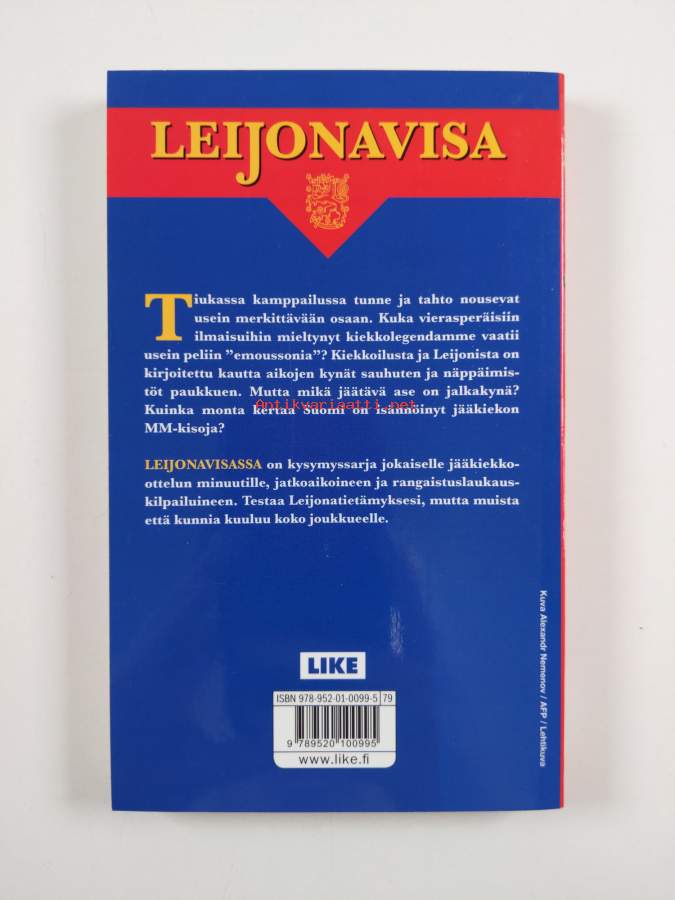 LEIJONAVISA
Tiukassa kamppailussa tunne ja tahto nousevat
usein merkittävään osaan. Kuka vierasperäisiin
ilmaisuihin mieltynyt kiekkolegendamme vaatii
usein peliin ”emoussonia”? Kiekkoilusta ja Leijonista on
kirjoitettu kautta aikojen kynät sauhuten ja näppäimis-
töt paukkuen. Mutta mikä jäätävä ase on jalkakynä?
Antikvariaatti.net
Kuinka monta kertaa Suomi on isännöinyt jääkiekon
MM-kisoja?
LEIJONAVISASSA on kysymyssarja jokaiselle jääkiekko-
ottelun minuutille, jatkoaikoineen ja rangaistuslaukaus-
kilpailuineen. Testaa Leijonatietämyksesi, mutta muista
että kunnia kuuluu koko joukkueelle.
Kuva Alexandr Nemenov / AFP / Lehtikuva
LIKE
ISBN 978-952-01-0099-5 79
9 789520 100995
www.like.fi